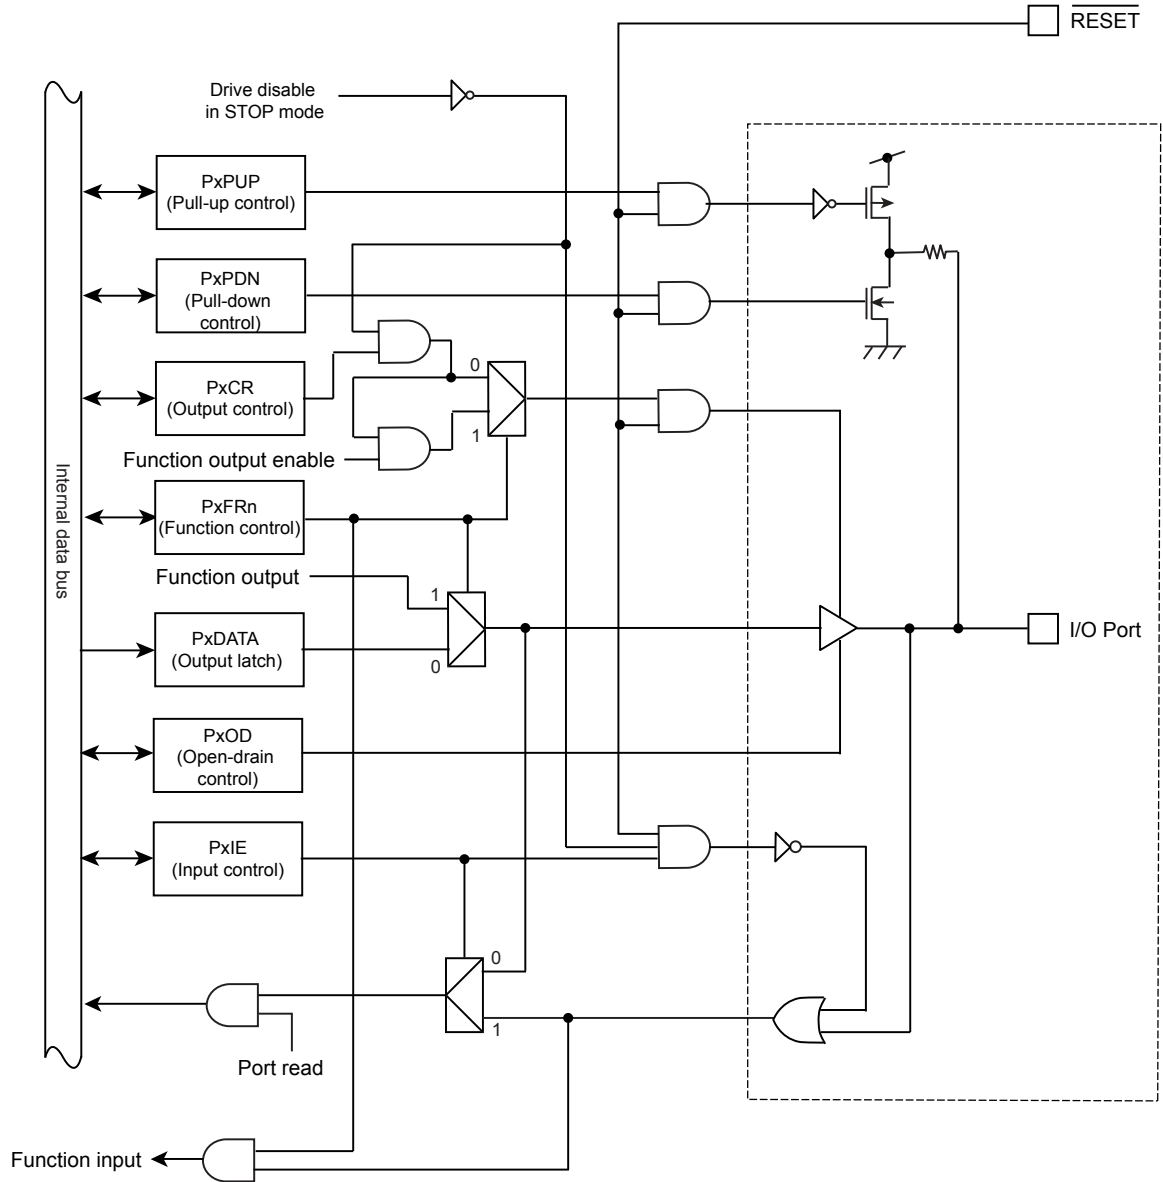 RESET
Drive disable
in STOP mode
PxPUP
(Pull-up control)
PxPDN
(Pull-down
control)
PxCR
(Output control)
0
1
Function output enable
Internal data bus
PxFRn
(Function control)
Function output
1
0
PxDATA
(Output latch)
I/O Port
PxOD
(Open-drain
control)
PxIE
(Input control)
0
1
Port read
Function input